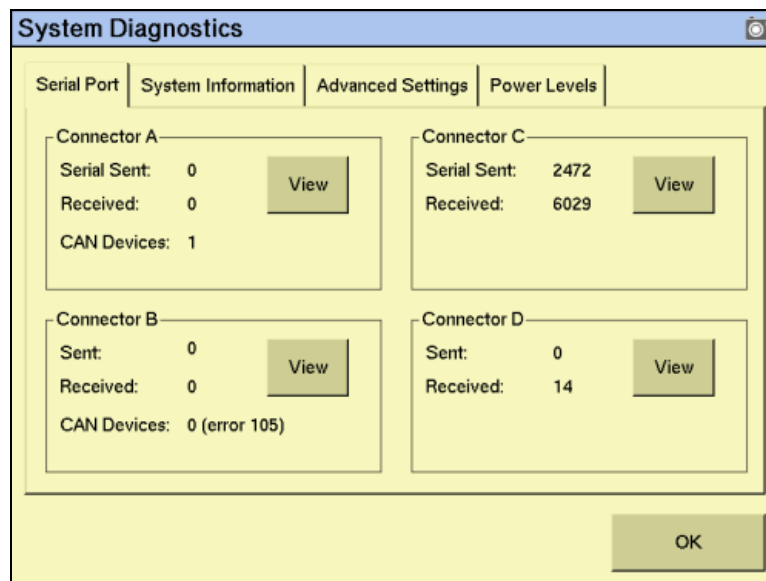 System Diagnostics
Serial Port
System Information
Advanced Settings
Power Levels
Connector A
Serial Sent: 0
Received: 0
CAN Devices: 1
View
Connector C
Serial Sent: 2472
Received: 6029
View
Connector B
Sent: 0
Received: 0
CAN Devices: 0 (error 105)
View
Connector D
Sent: 0
Received: 14
View
OK